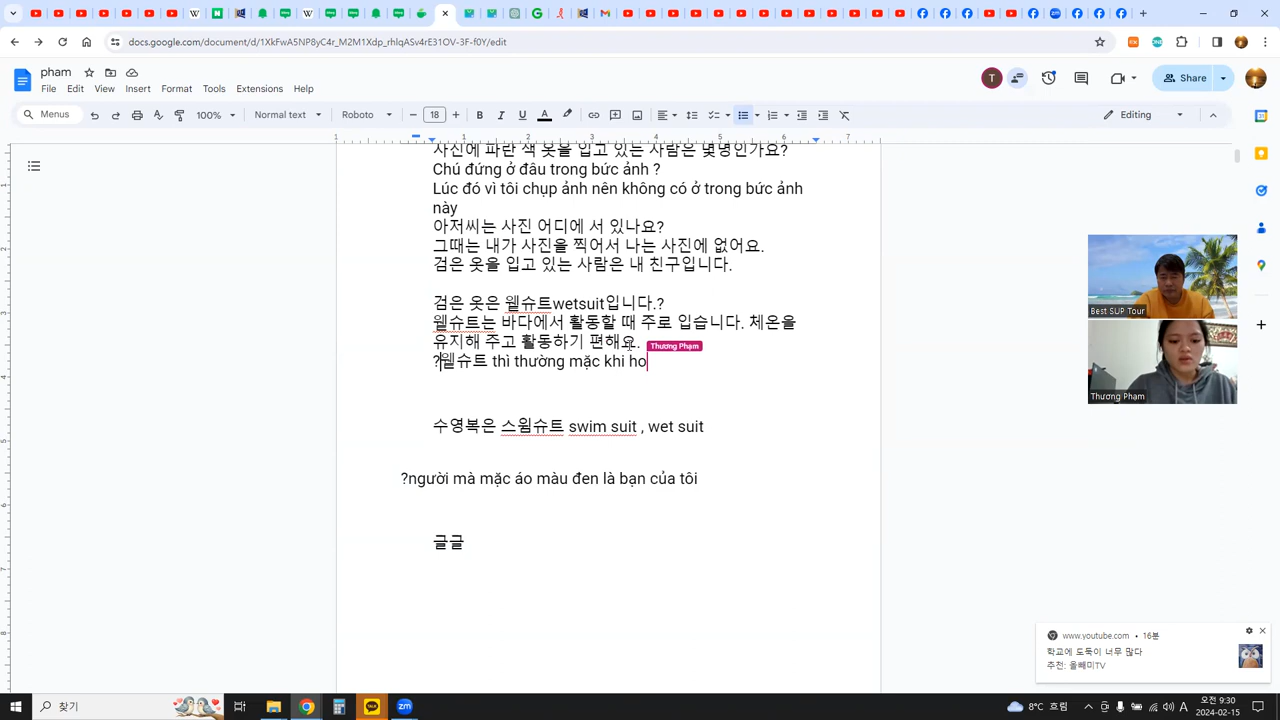 docs.google.com/document/d/1XkFwA5NP8yC4r_M2M1Xdp_rhlqASv4rE31OV-3F-f0Y/edit
pham
File Edit View Insert Format Tools Extensions Help
Share
Menus 100% Normal text Roboto 18 Editing
사진에 파란 색 옷을 입고 있는 사람은 몇명인가요?
Chú đứng ở đâu trong bức ảnh ?
Lúc đó vì tôi chụp ảnh nên không có ở trong bức ảnh
này
아저씨는 사진 어디에 서 있나요?
그때는 내가 사진을 찍어서 나는 사진에 없어요.
검은 옷을 입고 있는 사람은 내 친구입니다.
검은 옷은 웰슈트wetsuit입니다.?
웰슈트는 바다에서 활동할 때 주로 입습니다. 체온을
유지해 주고 활동하기 편해요.
Thương Phạm
?웰슈트 thì thường mặc khi ho
수영복은 스윔슈트 swim suit , wet suit
?người mà mặc áo màu đen là bạn của tôi
글글
Best SUP Tour
Thương Phạm
www.youtube.com • 16분
학교에 도둑이 너무 많다
추천: 올빼미TV
찾기
8°C 흐림
A
오전 9:30
2024-02-15